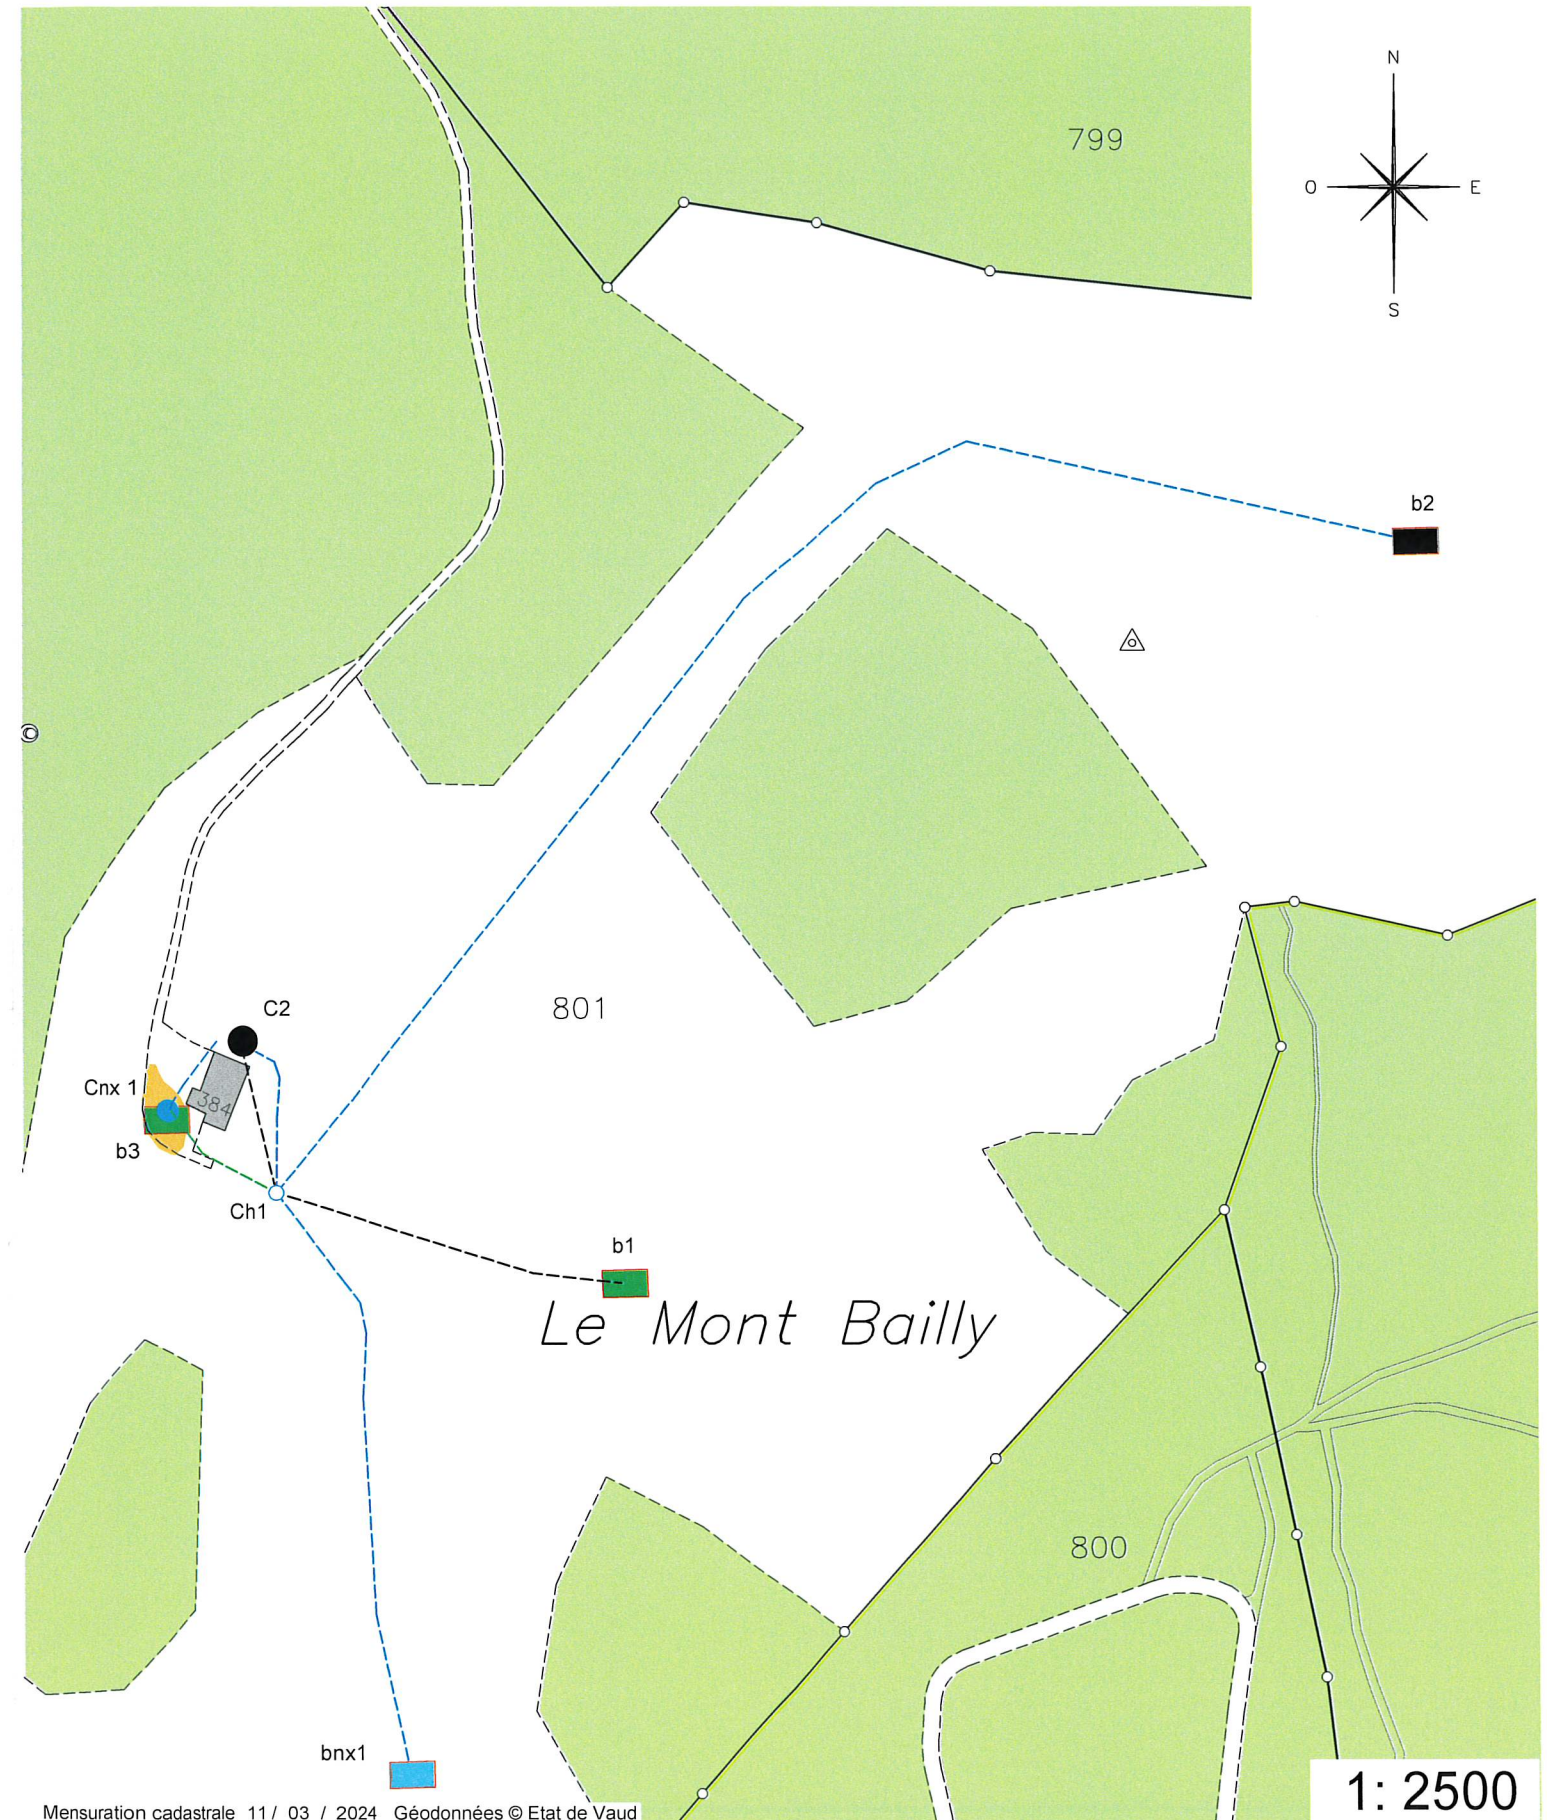 N
799
O
E
S
b2
C2
801
Cnx 1
384
b3
Ch1
b1
Le Mont Bailly
800
bnx1
1: 2500
Mensuration cadastrale 11 / 03 / 2024 Géodonnées © Etat de Vaud